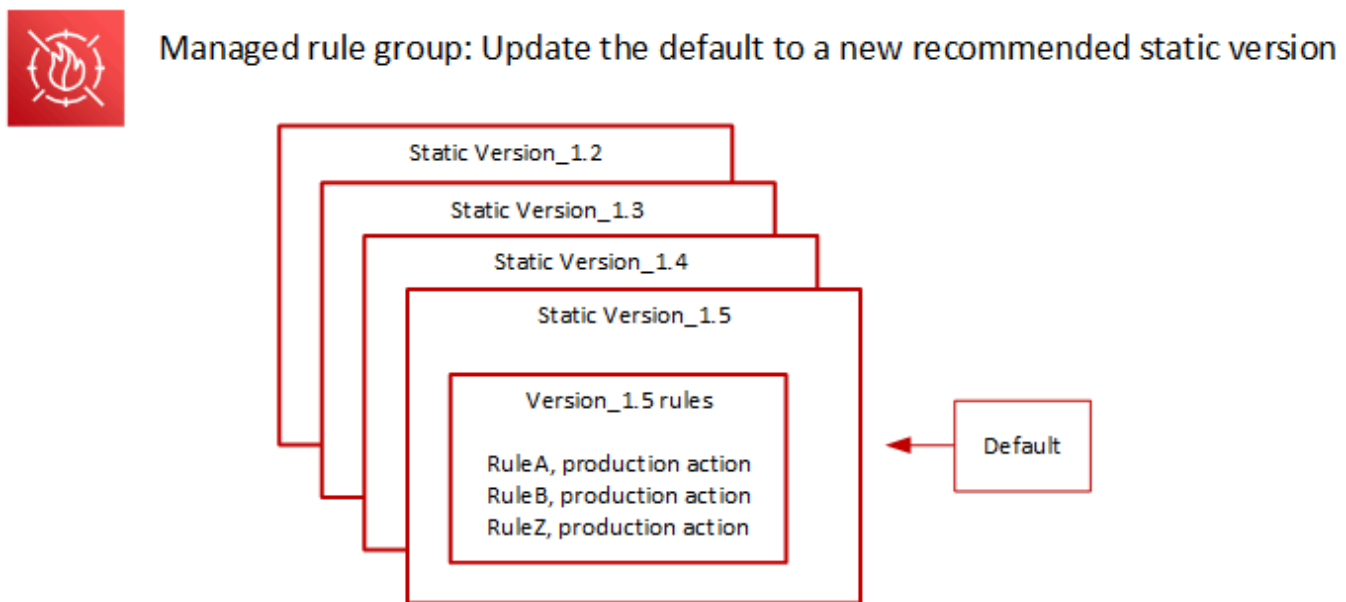 Managed rule group: Update the default to a new recommended static version
Static Version_1.2
Static Version_1.3
Static Version_1.4
Static Version_1.5
Version_1.5 rules
RuleA, production action
RuleB, production action
RuleZ, production action
Default